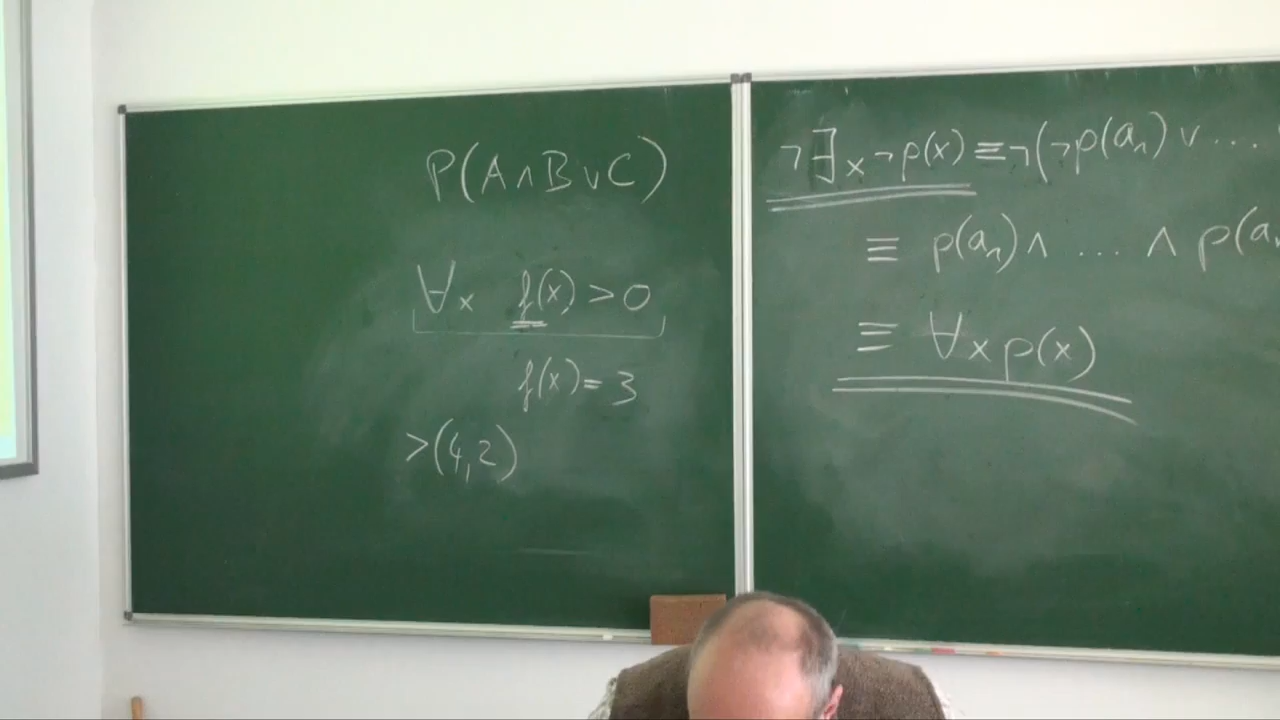 P(A∧B∨C)
∀x f(x) > 0
f(x) = 3
>(4,2)
¬∃x ¬p(x) ≡ ¬(¬p(a₁) ∨ ...
≡ p(a₁) ∧ ... ∧ p(a
≡ ∀x p(x)